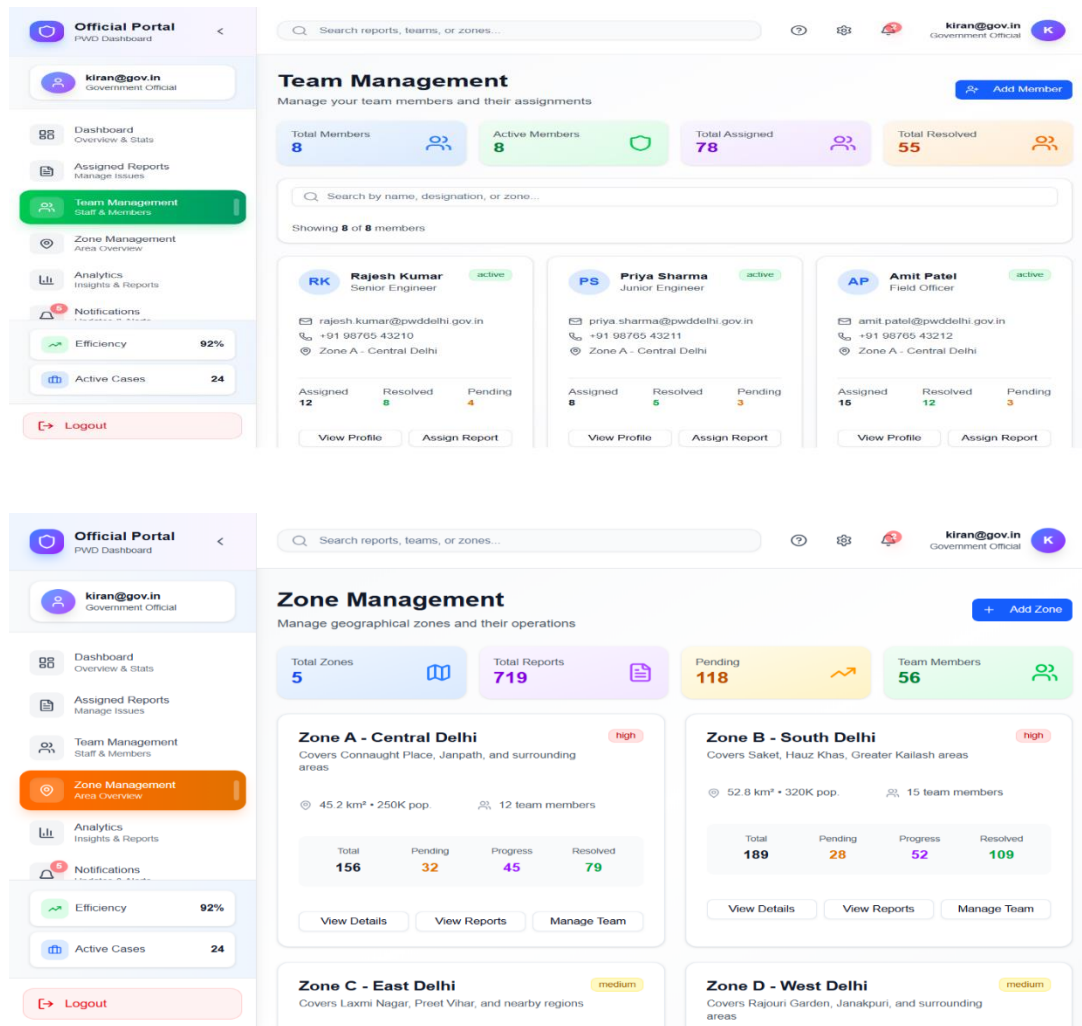 Official Portal
PWD Dashboard
<
kiran@gov.in
Government Official
Dashboard
Overview & Stats
Assigned Reports
Manage Issues
Team Management
Staff & Members
Zone Management
Area Overview
Analytics
Insights & Reports
5
Notifications
Efficiency 92%
Active Cases 24
Logout
Search reports, teams, or zones...
kiran@gov.in
Government Official
K
Team Management
Manage your team members and their assignments
Add Member
Total Members
8
Active Members
8
Total Assigned
78
Total Resolved
55
Search by name, designation, or zone...
Showing 8 of 8 members
RK
Rajesh Kumar
active
Senior Engineer
rajesh.kumar@pwddelhi.gov.in
+91 98765 43210
Zone A - Central Delhi
Assigned Resolved Pending
12 8 4
View Profile Assign Report
PS
Priya Sharma
active
Junior Engineer
priya.sharma@pwddelhi.gov.in
+91 98765 43211
Zone A - Central Delhi
Assigned Resolved Pending
8 5 3
View Profile Assign Report
AP
Amit Patel
active
Field Officer
amit.patel@pwddelhi.gov.in
+91 98765 43212
Zone A - Central Delhi
Assigned Resolved Pending
15 12 3
View Profile Assign Report
Official Portal
PWD Dashboard
<
kiran@gov.in
Government Official
Dashboard
Overview & Stats
Assigned Reports
Manage Issues
Team Management
Staff & Members
Zone Management
Area Overview
Analytics
Insights & Reports
5
Notifications
Efficiency 92%
Active Cases 24
Logout
Search reports, teams, or zones...
kiran@gov.in
Government Official
K
Zone Management
Manage geographical zones and their operations
+ Add Zone
Total Zones
5
Total Reports
719
Pending
118
Team Members
56
Zone A - Central Delhi
high
Covers Connaught Place, Janpath, and surrounding
areas
45.2 km² • 250K pop.
12 team members
Total Pending Progress Resolved
156 32 45 79
View Details View Reports Manage Team
Zone B - South Delhi
high
Covers Saket, Hauz Khas, Greater Kailash areas
52.8 km² • 320K pop.
15 team members
Total Pending Progress Resolved
189 28 52 109
View Details View Reports Manage Team
Zone C - East Delhi
medium
Covers Laxmi Nagar, Preet Vihar, and nearby regions
Zone D - West Delhi
medium
Covers Rajouri Garden, Janakpuri, and surrounding
areas